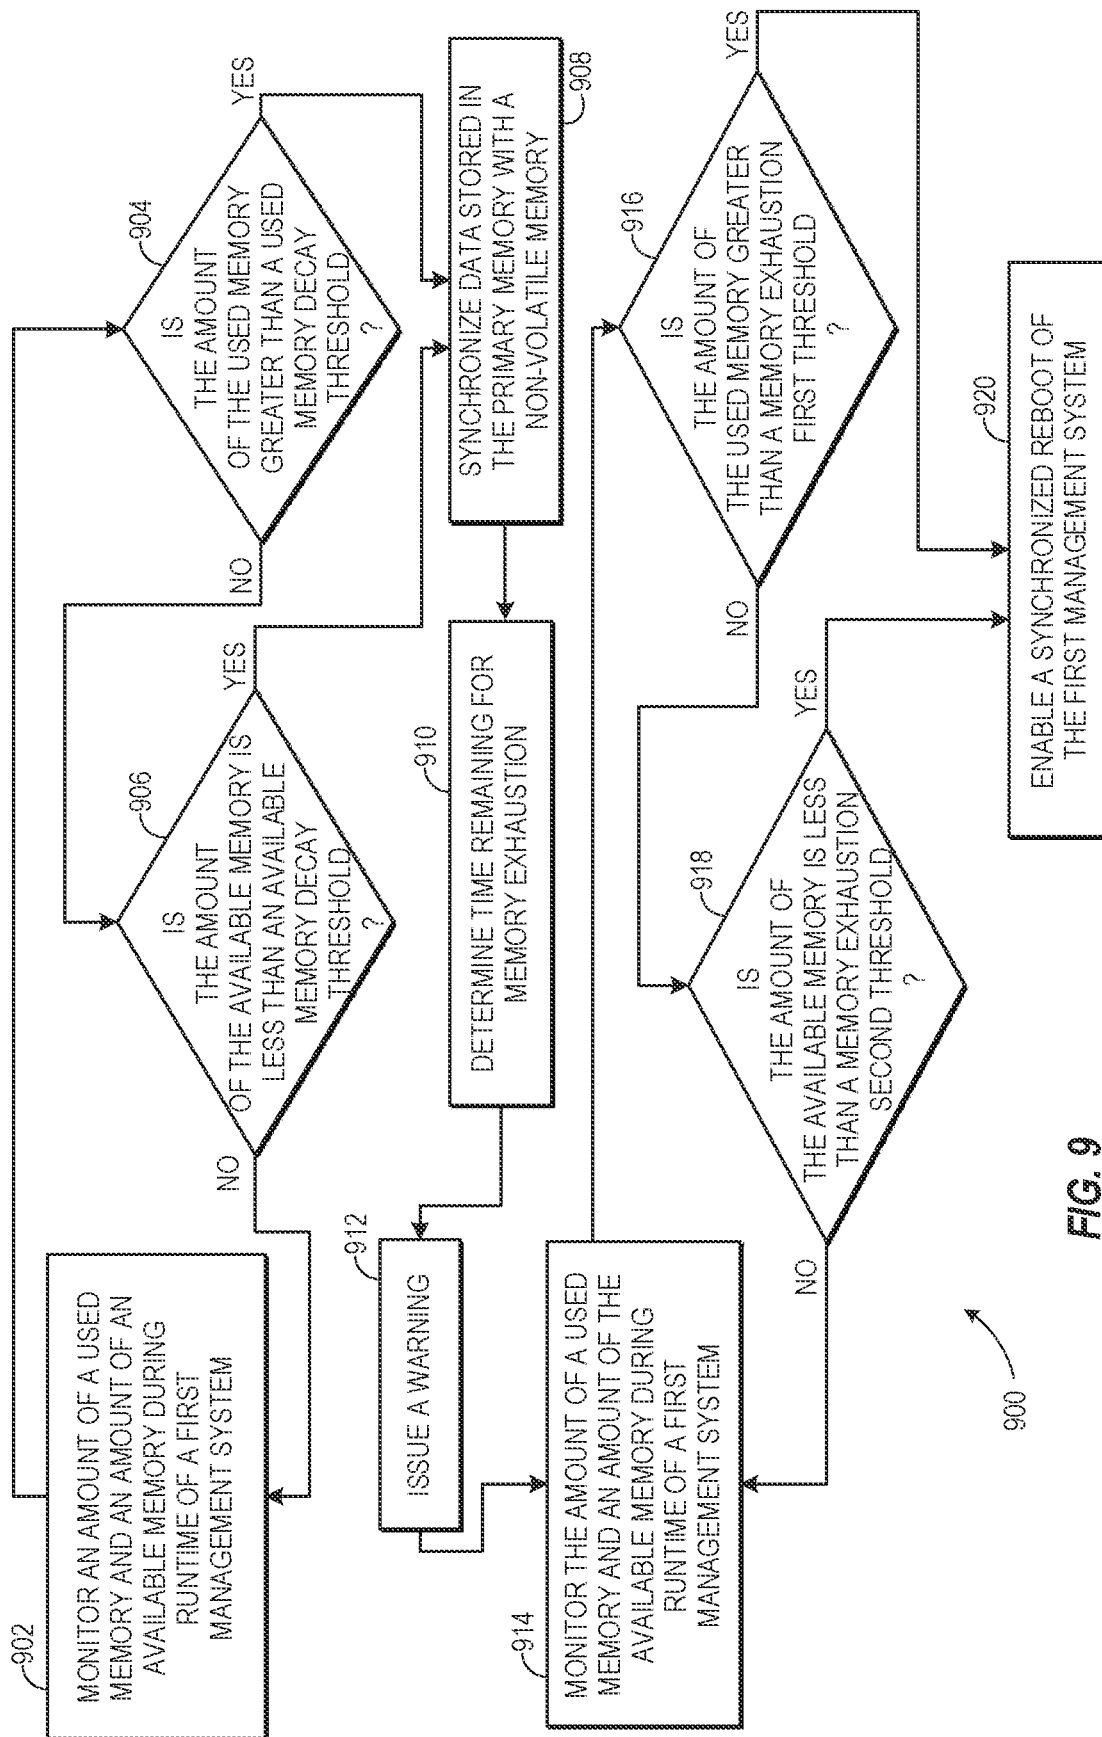 902
MONITOR AN AMOUNT OF A USED
MEMORY AND AN AMOUNT OF AN
AVAILABLE MEMORY DURING
RUNTIME OF A FIRST
MANAGEMENT SYSTEM
904
IS
THE AMOUNT
OF THE USED MEMORY
GREATER THAN A USED
MEMORY DECAY
THRESHOLD
?
YES
NO
906
IS
THE AMOUNT
OF THE AVAILABLE MEMORY IS
LESS THAN AN AVAILABLE
MEMORY DECAY
THRESHOLD
?
YES
NO
SYNCHRONIZE DATA STORED IN
THE PRIMARY MEMORY WITH A
NON-VOLATILE MEMORY
908
910
DETERMINE TIME REMAINING FOR
MEMORY EXHAUSTION
912
ISSUE A WARNING
914
MONITOR THE AMOUNT OF A USED
MEMORY AND AN AMOUNT OF THE
AVAILABLE MEMORY DURING
RUNTIME OF A FIRST
MANAGEMENT SYSTEM
916
IS
THE AMOUNT OF
THE USED MEMORY GREATER
THAN A MEMORY EXHAUSTION
FIRST THRESHOLD
?
YES
NO
918
IS
THE AMOUNT OF
THE AVAILABLE MEMORY IS LESS
THAN A MEMORY EXHAUSTION
SECOND THRESHOLD
?
YES
NO
920
ENABLE A SYNCHRONIZED REBOOT OF
THE FIRST MANAGEMENT SYSTEM
900
FIG. 9